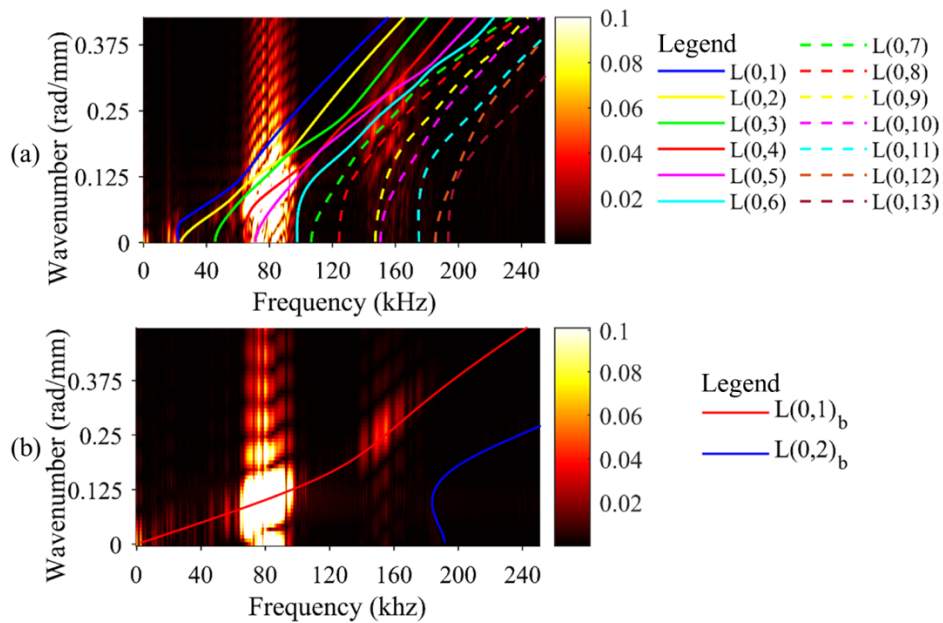 (a)
Wavenumber (rad/mm)
0.375
0.25
0.125
0
0 40 80 120 160 200 240
Frequency (kHz)
0.1
0.08
0.06
0.04
0.02
Legend
L(0,1)
L(0,2)
L(0,3)
L(0,4)
L(0,5)
L(0,6)
L(0,7)
L(0,8)
L(0,9)
L(0,10)
L(0,11)
L(0,12)
L(0,13)
(b)
Wavenumber (rad/mm)
0.375
0.25
0.125
0
0 40 80 120 160 200 240
Frequency (khz)
0.1
0.08
0.06
0.04
0.02
Legend
L(0,1)b
L(0,2)b